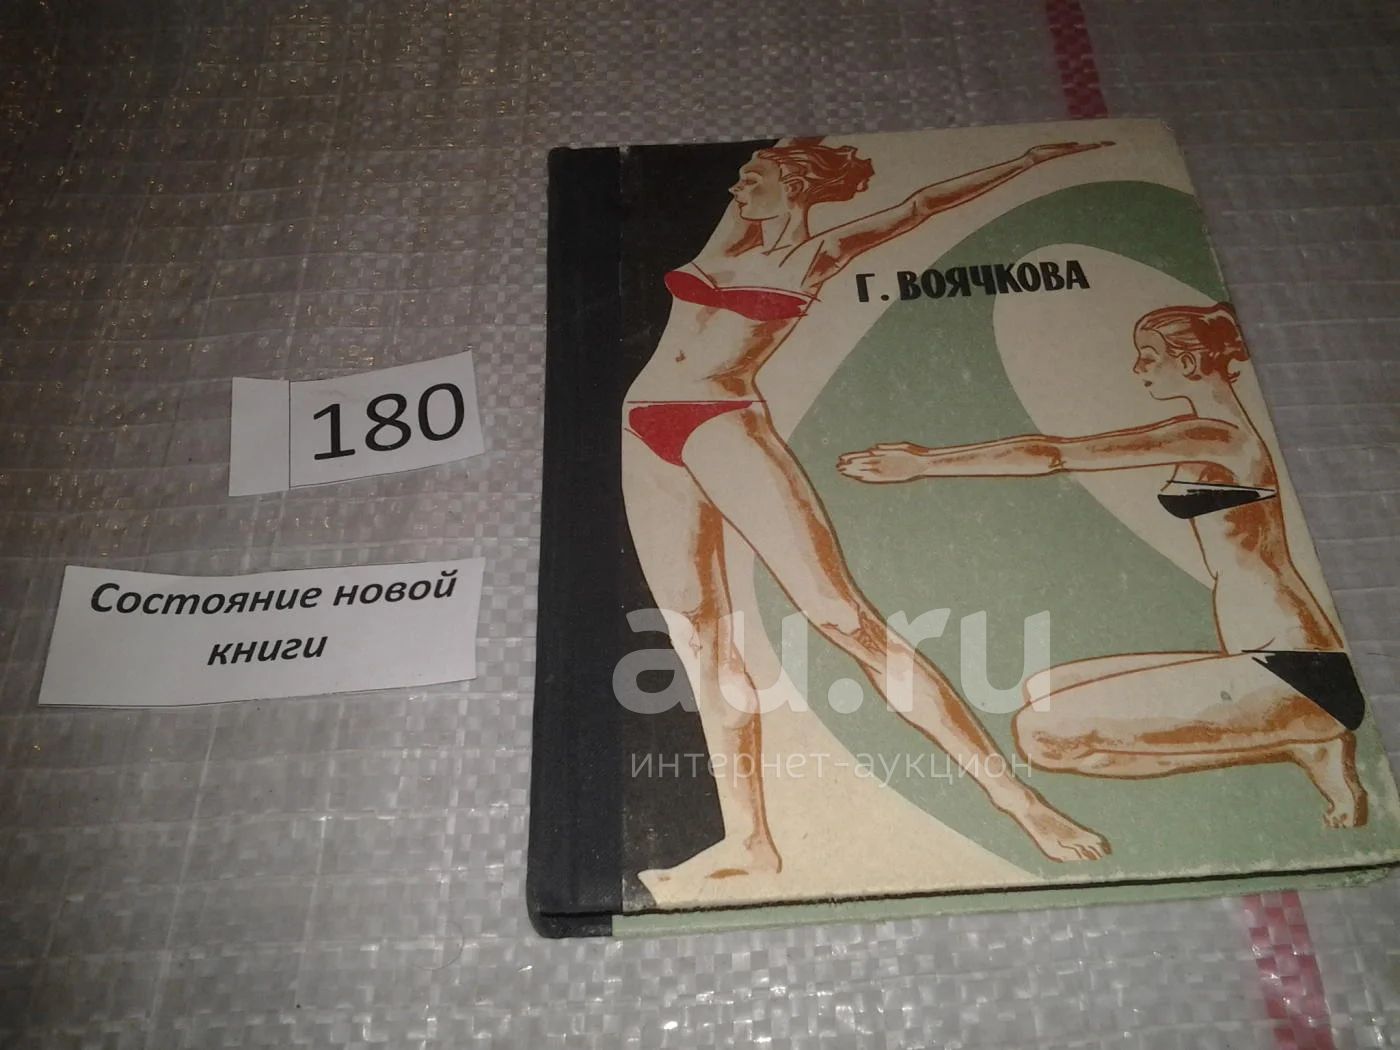 Г. ВОЯЧКОВА
180
Состояние новой
книги
au.ru
интернет-аукцион